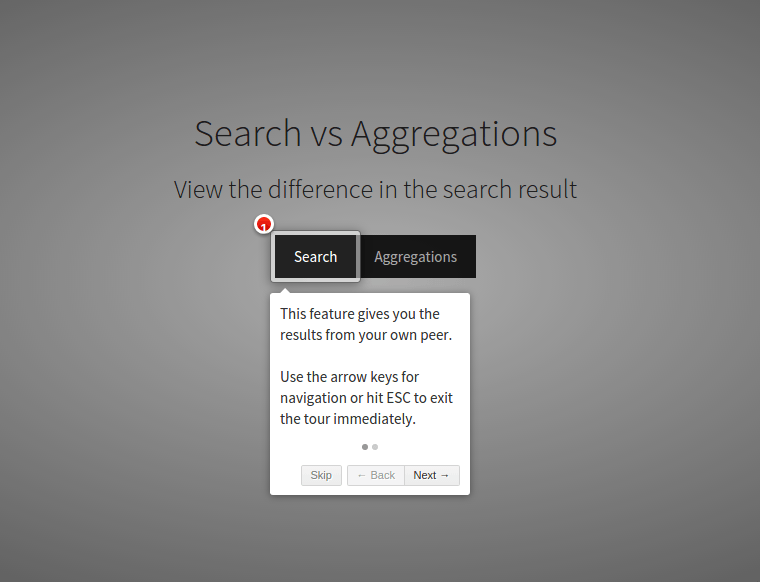 Search vs Aggregations
View the difference in the search result
1
Search Aggregations
This feature gives you the
results from your own peer.
Use the arrow keys for
navigation or hit ESC to exit
the tour immediately.
Skip ← Back Next →